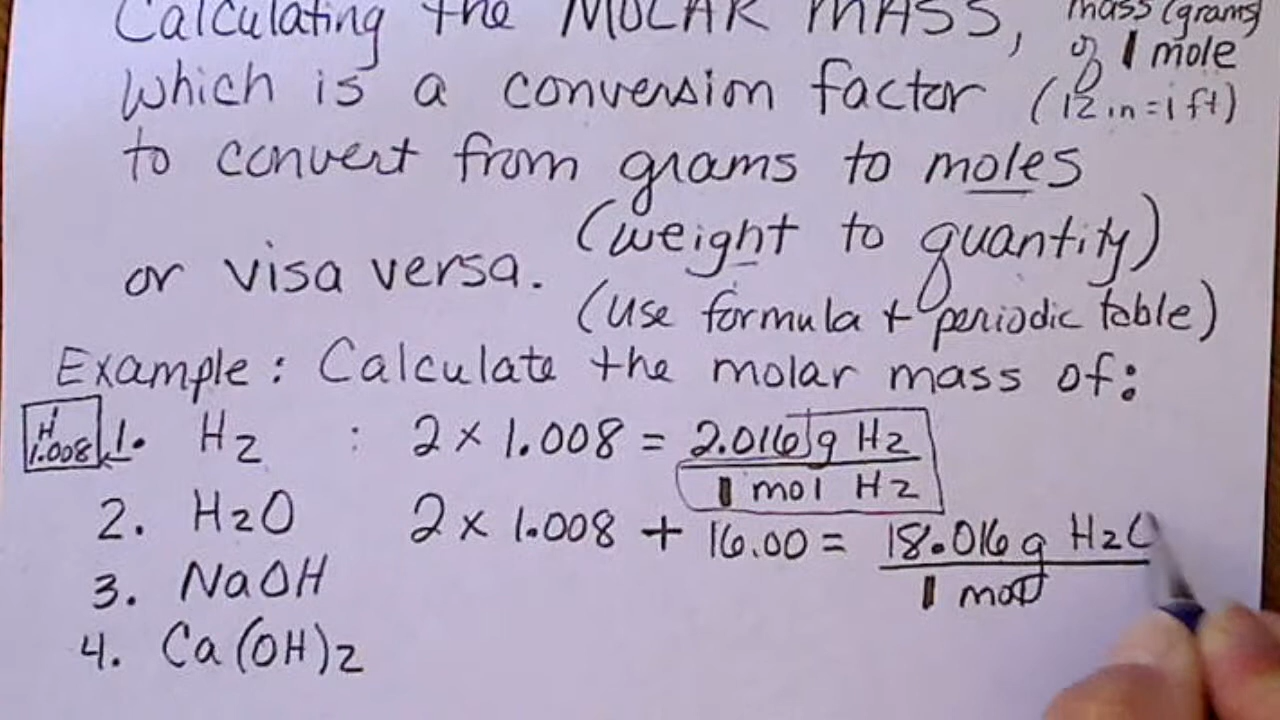 Calculating the MOLAR MASS, mass (grams)
of 1 mole
which is a conversion factor (12 in = 1 ft)
to convert from grams to moles
(weight to quantity)
or visa versa.
(use formula + periodic table)
Example : Calculate the molar mass of:
H
1.008
1. H2 : 2 x 1.008 = 2.016 g H2
1 mol H2
2. H2O 2 x 1.008 + 16.00 = 18.016 g H2O
1 mol
3. NaOH
4. Ca(OH)2